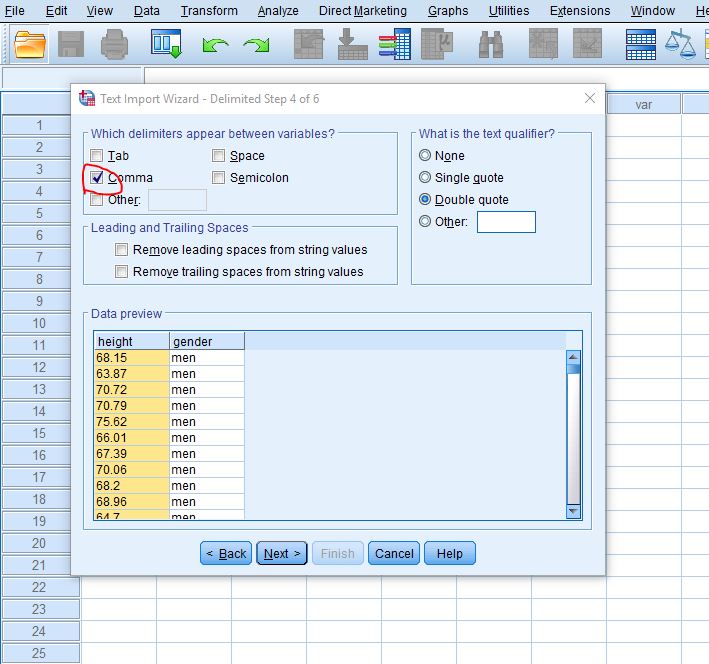 File Edit View Data Transform Analyze Direct Marketing Graphs Utilities Extensions Window He
Text Import Wizard - Delimited Step 4 of 6
var
Which delimiters appear between variables?
Tab Space
Comma Semicolon
Other:
What is the text qualifier?
None
Single quote
Double quote
Other:
Leading and Trailing Spaces
Remove leading spaces from string values
Remove trailing spaces from string values
Data preview
height gender
68.15 men
63.87 men
70.72 men
70.79 men
75.62 men
66.01 men
67.39 men
70.06 men
68.2 men
68.96 men
64.7 men
< Back Next > Finish Cancel Help
1
2
3
4
5
6
7
8
9
10
11
12
13
14
15
16
17
18
19
20
21
22
23
24
25